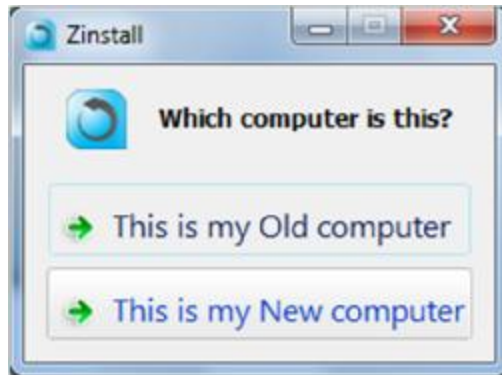 Zinstall
Which computer is this?
This is my Old computer
This is my New computer